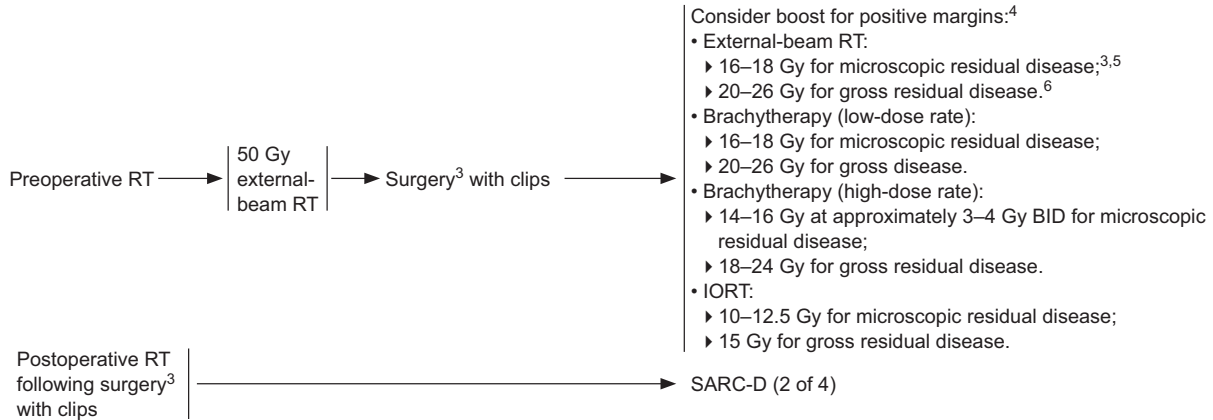 Preoperative RT
50 Gy
external-
beam RT
Surgery3 with clips
Consider boost for positive margins:4
• External-beam RT:
▸ 16–18 Gy for microscopic residual disease;3,5
▸ 20–26 Gy for gross residual disease.6
• Brachytherapy (low-dose rate):
▸ 16–18 Gy for microscopic residual disease;
▸ 20–26 Gy for gross disease.
• Brachytherapy (high-dose rate):
▸ 14–16 Gy at approximately 3–4 Gy BID for microscopic
residual disease;
▸ 18–24 Gy for gross residual disease.
• IORT:
▸ 10–12.5 Gy for microscopic residual disease;
▸ 15 Gy for gross residual disease.
Postoperative RT
following surgery3
with clips
SARC-D (2 of 4)